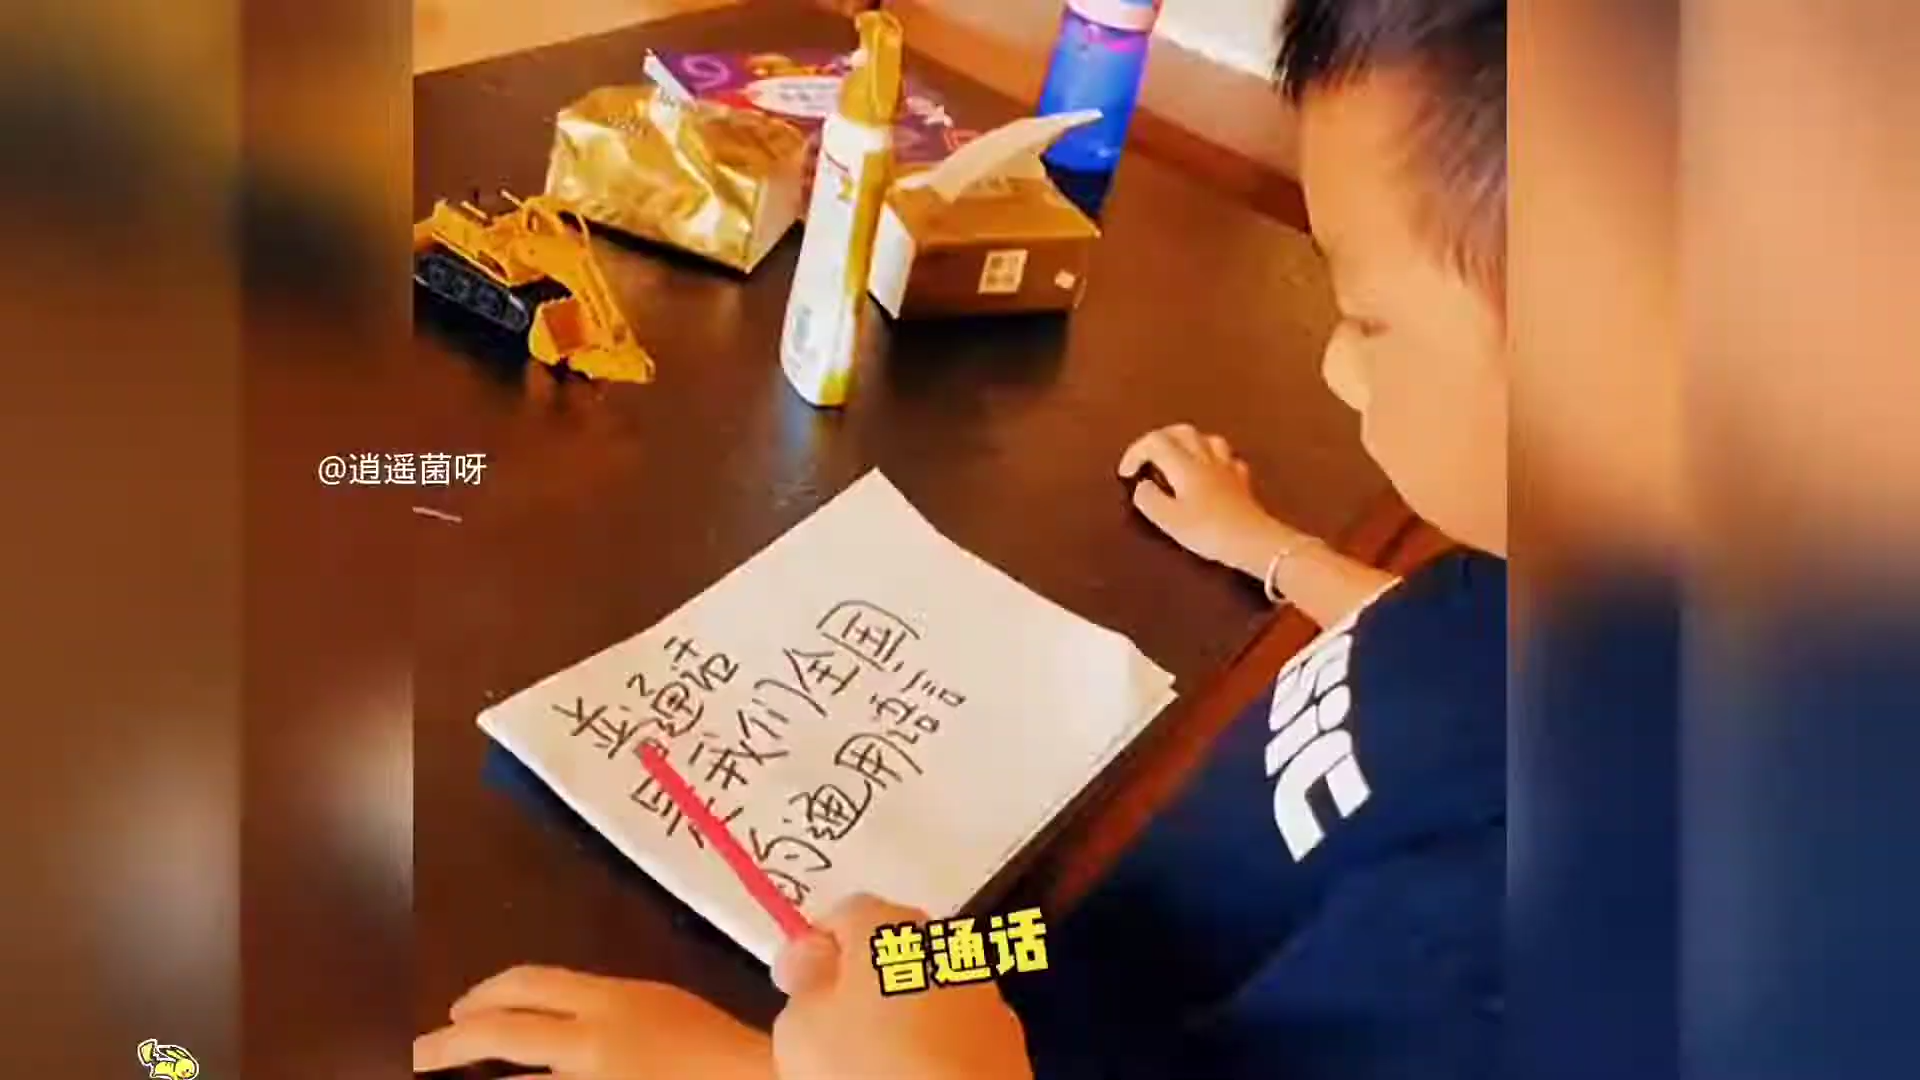 @逍遥菌呀
普通话
是我们全国
的通用语言
普通话